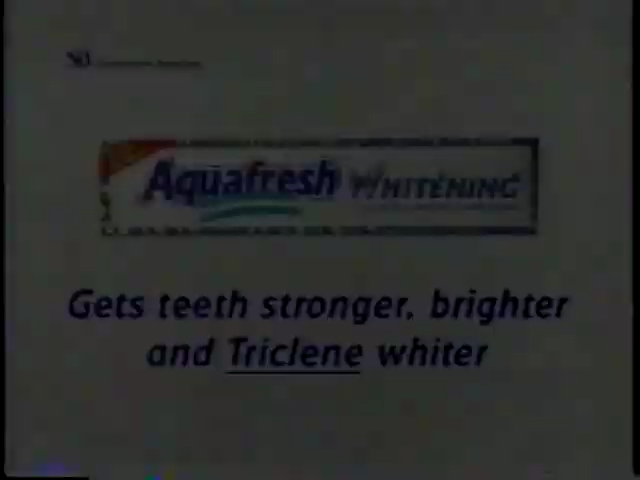 Aquafresh WHITENING
Gets teeth stronger, brighter
and Triclene whiter